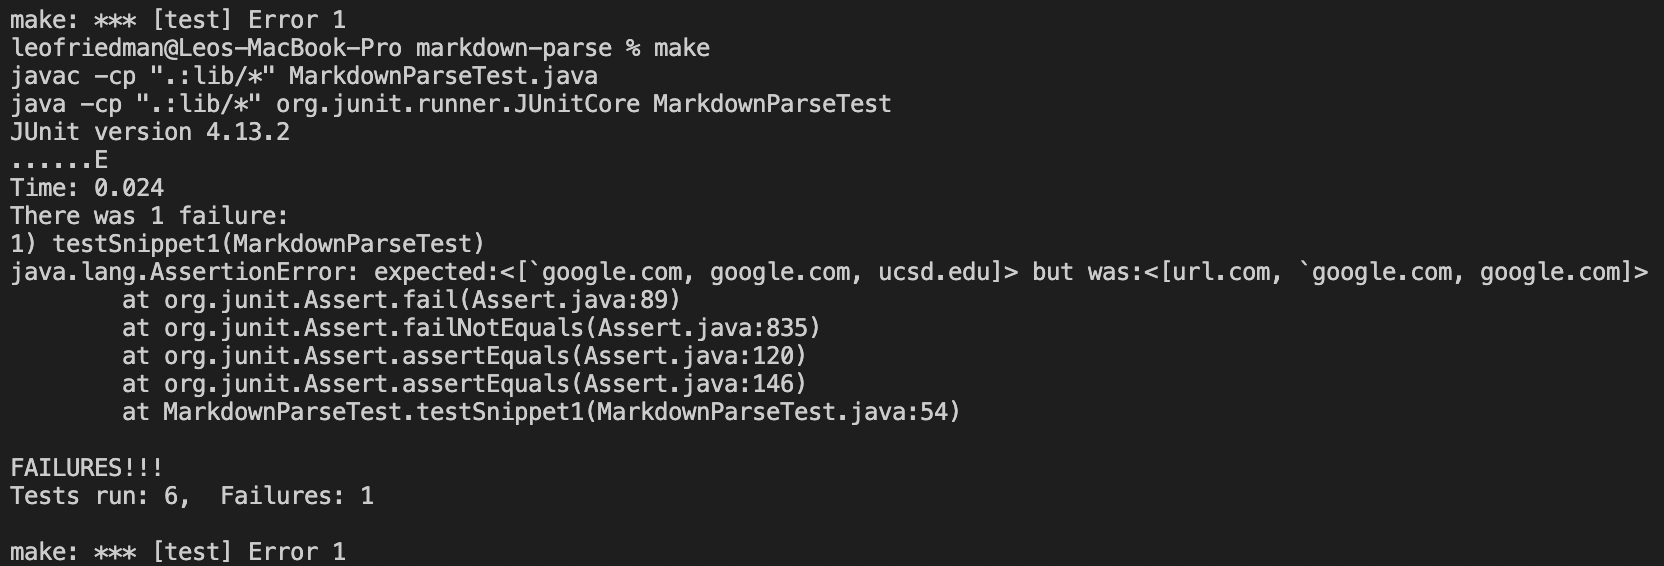 make: *** [test] Error 1
leofriedman@Leos-MacBook-Pro markdown-parse % make
javac -cp ".:lib/*" MarkdownParseTest.java
java -cp ".:lib/*" org.junit.runner.JUnitCore MarkdownParseTest
JUnit version 4.13.2
......E
Time: 0.024
There was 1 failure:
1) testSnippet1(MarkdownParseTest)
java.lang.AssertionError: expected:<[`google.com, google.com, ucsd.edu]> but was:<[url.com, `google.com, google.com]>
        at org.junit.Assert.fail(Assert.java:89)
        at org.junit.Assert.failNotEquals(Assert.java:835)
        at org.junit.Assert.assertEquals(Assert.java:120)
        at org.junit.Assert.assertEquals(Assert.java:146)
        at MarkdownParseTest.testSnippet1(MarkdownParseTest.java:54)

FAILURES!!!
Tests run: 6,  Failures: 1

make: *** [test] Error 1